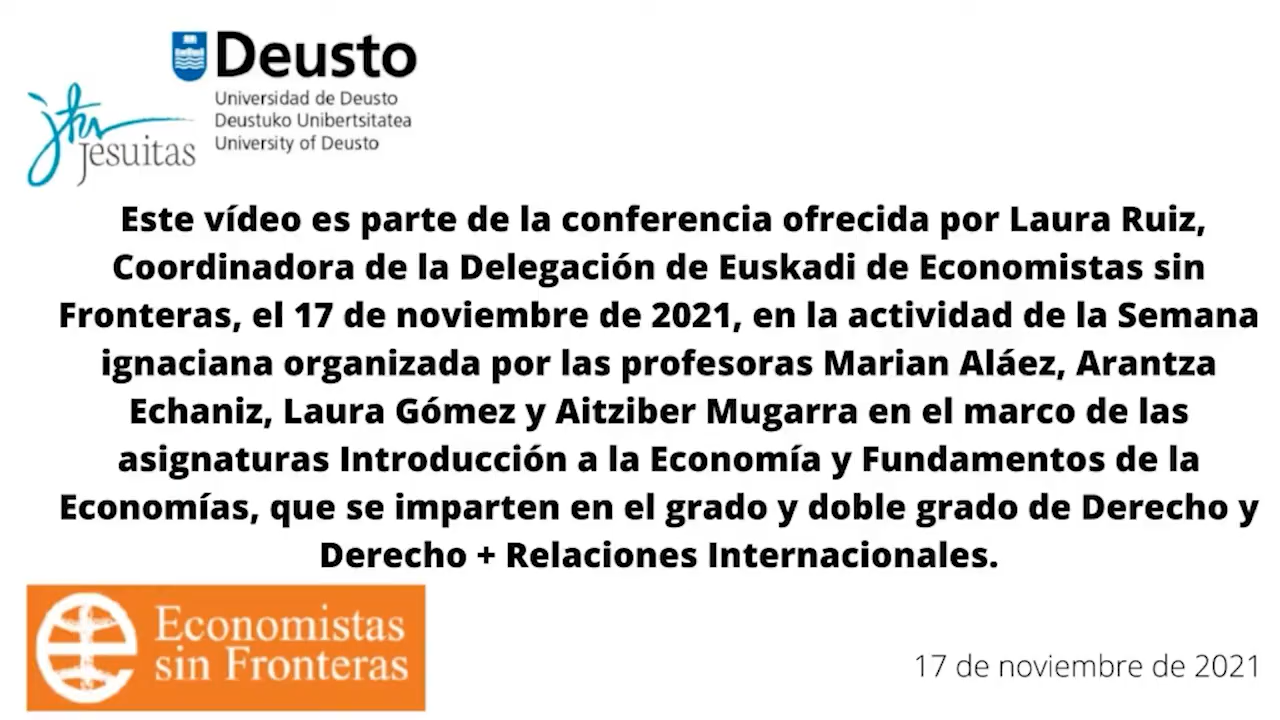 Deusto
Universidad de Deusto
Deustuko Unibertsitatea
University of Deusto
jesuitas
Este vídeo es parte de la conferencia ofrecida por Laura Ruiz,
Coordinadora de la Delegación de Euskadi de Economistas sin
Fronteras, el 17 de noviembre de 2021, en la actividad de la Semana
ignaciana organizada por las profesoras Marian Aláez, Arantza
Echaniz, Laura Gómez y Aitziber Mugarra en el marco de las
asignaturas Introducción a la Economía y Fundamentos de la
Economías, que se imparten en el grado y doble grado de Derecho y
Derecho + Relaciones Internacionales.
Economistas
sin Fronteras
17 de noviembre de 2021